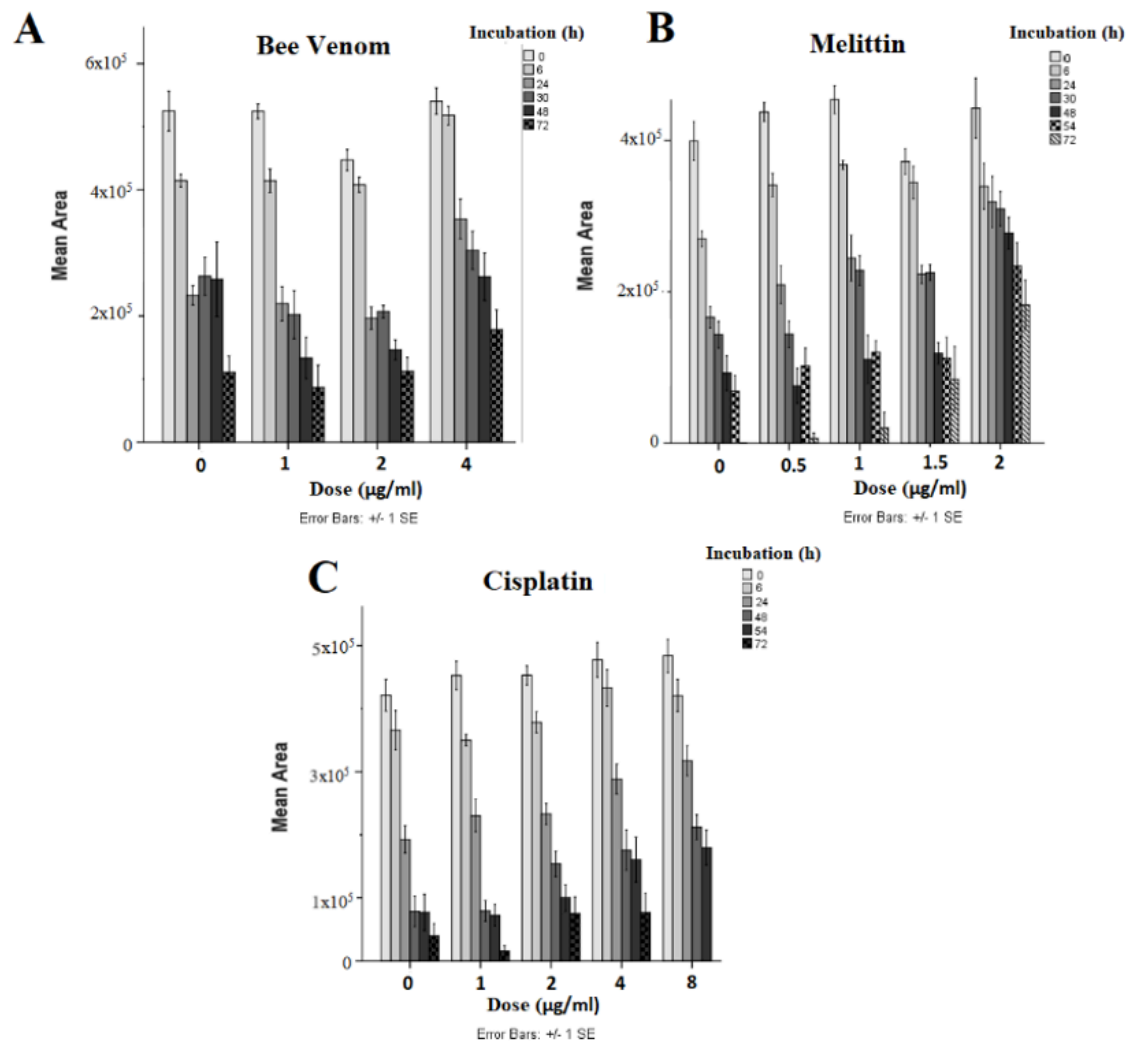 A
Bee Venom
Incubation (h)
0
6
24
30
48
72
6x10⁵
4x10⁵
2x10⁵
0
Mean Area
0 1 2 4
Dose (µg/ml)
Error Bars: +/- 1 SE
B
Melittin
Incubation (h)
0
6
24
30
48
54
72
4x10⁵
2x10⁵
0
Mean Area
0 0.5 1 1.5 2
Dose (µg/ml)
Error Bars: +/- 1 SE
C
Cisplatin
Incubation (h)
0
6
24
48
54
72
5x10⁵
3x10⁵
1x10⁵
0
Mean Area
0 1 2 4 8
Dose (µg/ml)
Error Bars: +/- 1 SE